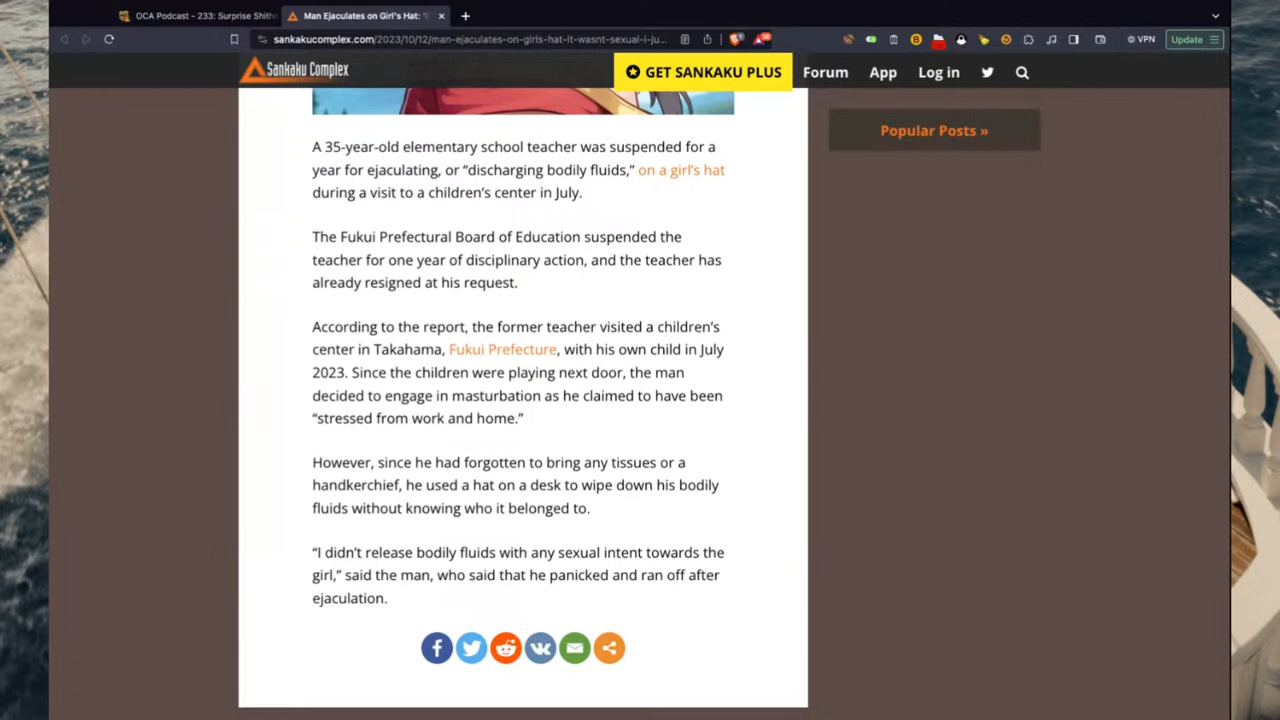 OCA Podcast - 233: Surprise Shith
Man Ejaculates on Girl's Hat: "I
sankakucomplex.com/2023/10/12/man-ejaculates-on-girls-hat-it-wasnt-sexual-i-ju...
VPN
Update
Sankaku Complex
GET SANKAKU PLUS
Forum
App
Log in
Popular Posts »
A 35-year-old elementary school teacher was suspended for a
year for ejaculating, or “discharging bodily fluids,” on a girl’s hat
during a visit to a children’s center in July.
The Fukui Prefectural Board of Education suspended the
teacher for one year of disciplinary action, and the teacher has
already resigned at his request.
According to the report, the former teacher visited a children’s
center in Takahama, Fukui Prefecture, with his own child in July
2023. Since the children were playing next door, the man
decided to engage in masturbation as he claimed to have been
“stressed from work and home.”
However, since he had forgotten to bring any tissues or a
handkerchief, he used a hat on a desk to wipe down his bodily
fluids without knowing who it belonged to.
“I didn’t release bodily fluids with any sexual intent towards the
girl,” said the man, who said that he panicked and ran off after
ejaculation.